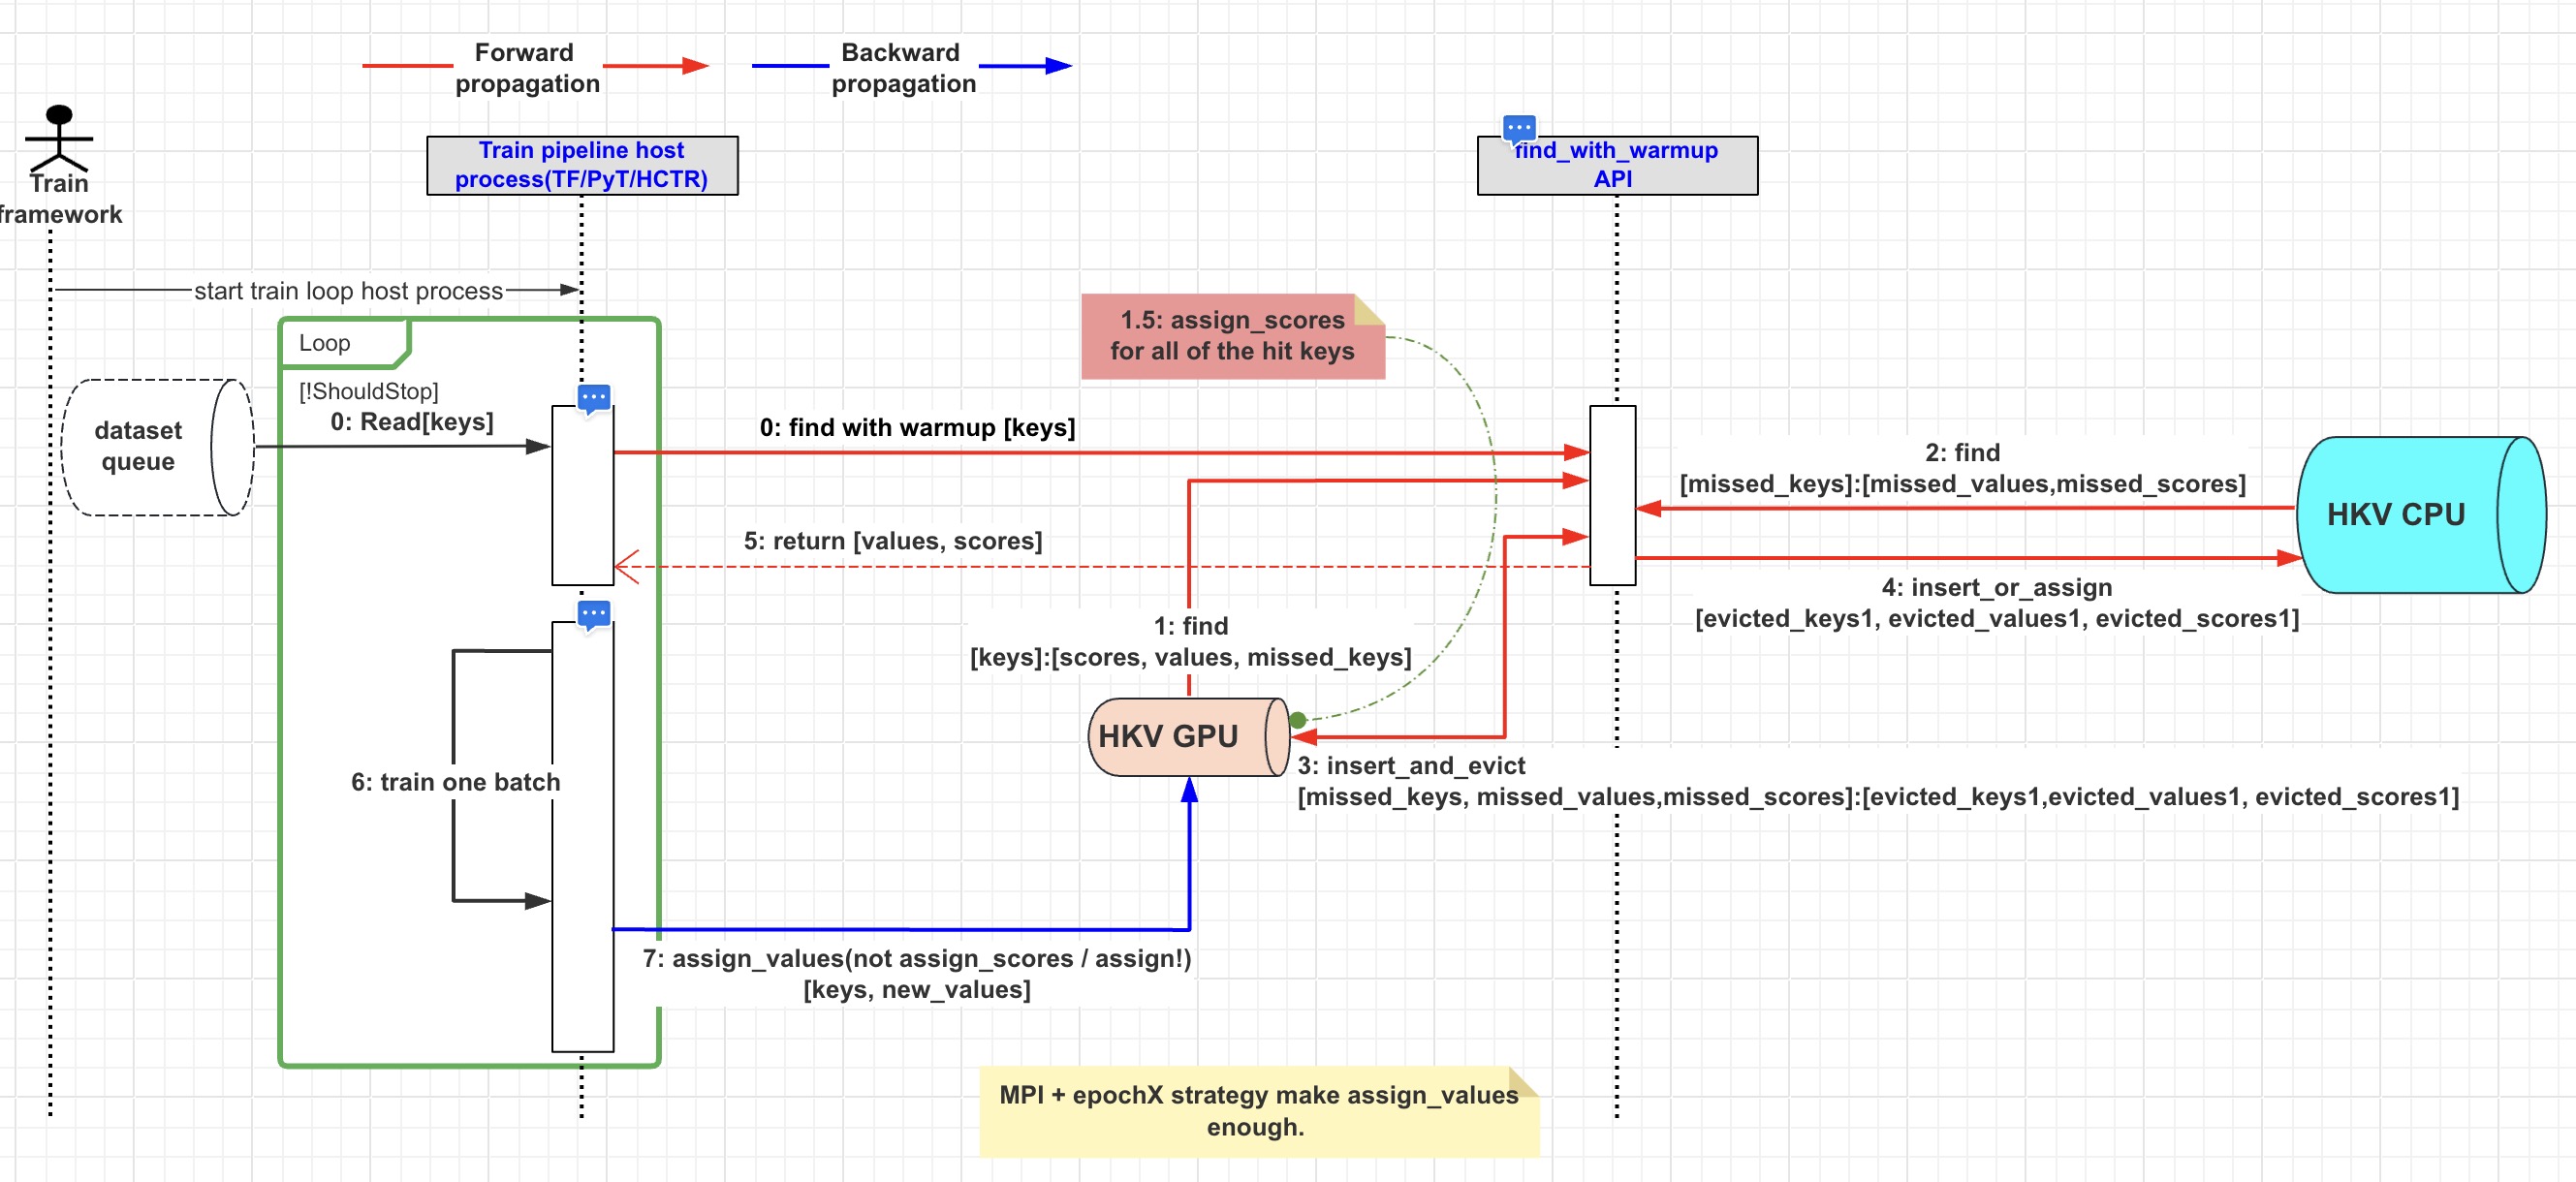 Forward
propagation
Backward
propagation
Train
framework
Train pipeline host
process(TF/PyT/HCTR)
find_with_warmup
API
start train loop host process
1.5: assign_scores
for all of the hit keys
Loop
[!ShouldStop]
dataset
queue
0: Read[keys]
0: find with warmup [keys]
2: find
[missed_keys]:[missed_values,missed_scores]
HKV CPU
5: return [values, scores]
4: insert_or_assign
[evicted_keys1, evicted_values1, evicted_scores1]
1: find
[keys]:[scores, values, missed_keys]
HKV GPU
3: insert_and_evict
[missed_keys, missed_values,missed_scores]:[evicted_keys1,evicted_values1, evicted_scores1]
6: train one batch
7: assign_values(not assign_scores / assign!)
[keys, new_values]
MPI + epochX strategy make assign_values
enough.